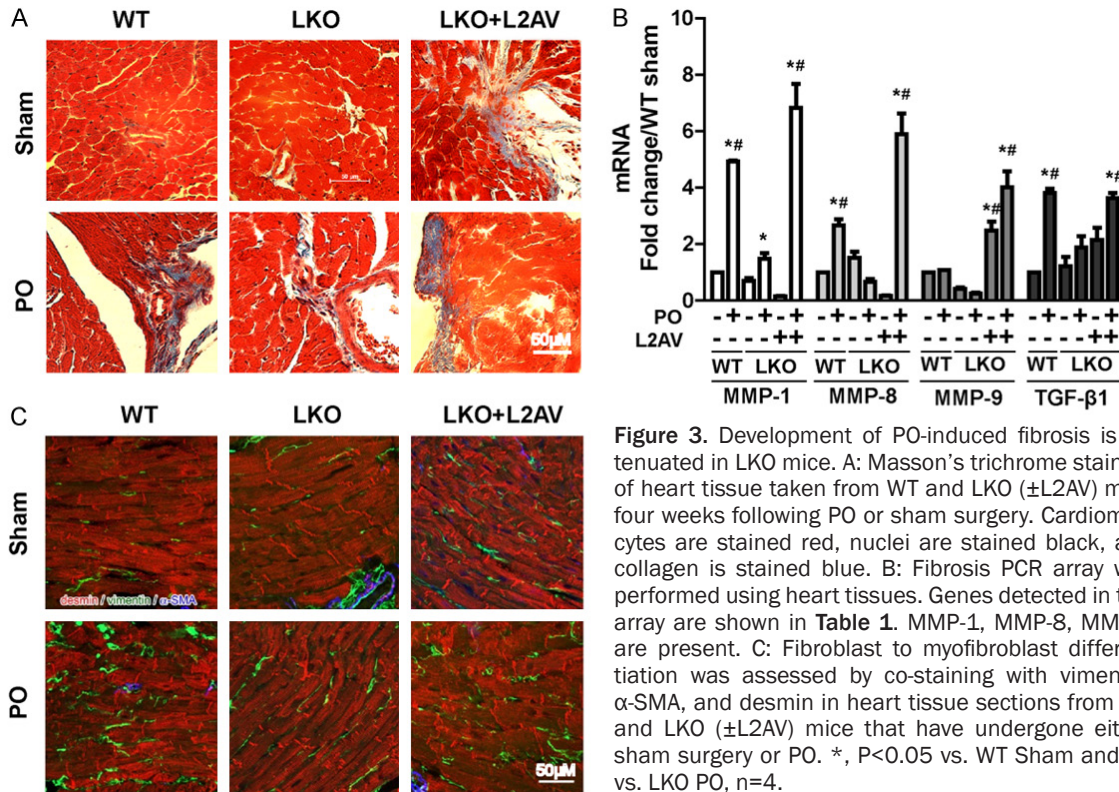 A
WT LKO LKO+L2AV
Sham
50 µm
PO
50µM
B
mRNA
Fold change/WT sham
10
8
6
4
2
0
*# * *# *# *# *# *# *# *#
PO - + - + - + - + - + - + - + - + - + - + - + - +
L2AV - - - - + + - - - - + + - - - - + + - - - - + +
WT LKO WT LKO WT LKO WT LKO
MMP-1 MMP-8 MMP-9 TGF-β1
C
WT LKO LKO+L2AV
Sham
desmin / vimentin / α-SMA
PO
50µM
Figure 3. Development of PO-induced fibrosis is
tenuated in LKO mice. A: Masson's trichrome stain
of heart tissue taken from WT and LKO (±L2AV) m
four weeks following PO or sham surgery. Cardiom
cytes are stained red, nuclei are stained black, a
collagen is stained blue. B: Fibrosis PCR array w
performed using heart tissues. Genes detected in t
array are shown in Table 1. MMP-1, MMP-8, MM
are present. C: Fibroblast to myofibroblast differ
tiation was assessed by co-staining with vimen
α-SMA, and desmin in heart tissue sections from
and LKO (±L2AV) mice that have undergone eit
sham surgery or PO. *, P<0.05 vs. WT Sham and
vs. LKO PO, n=4.